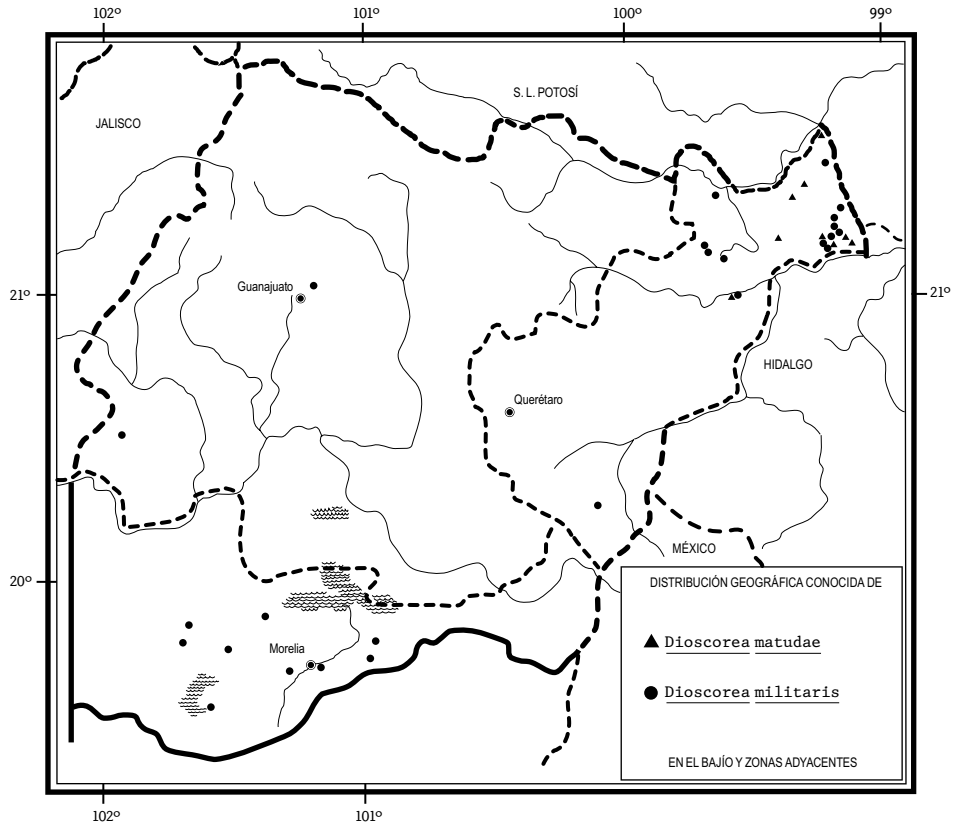 102º
101º
100º
99º
S. L. POTOSÍ
JALISCO
Guanajuato
21º
21º
HIDALGO
Querétaro
MÉXICO
20º
DISTRIBUCIÓN GEOGRÁFICA CONOCIDA DE
Dioscorea matudae
Morelia
Dioscorea militaris
EN EL BAJÍO Y ZONAS ADYACENTES
102º
101º